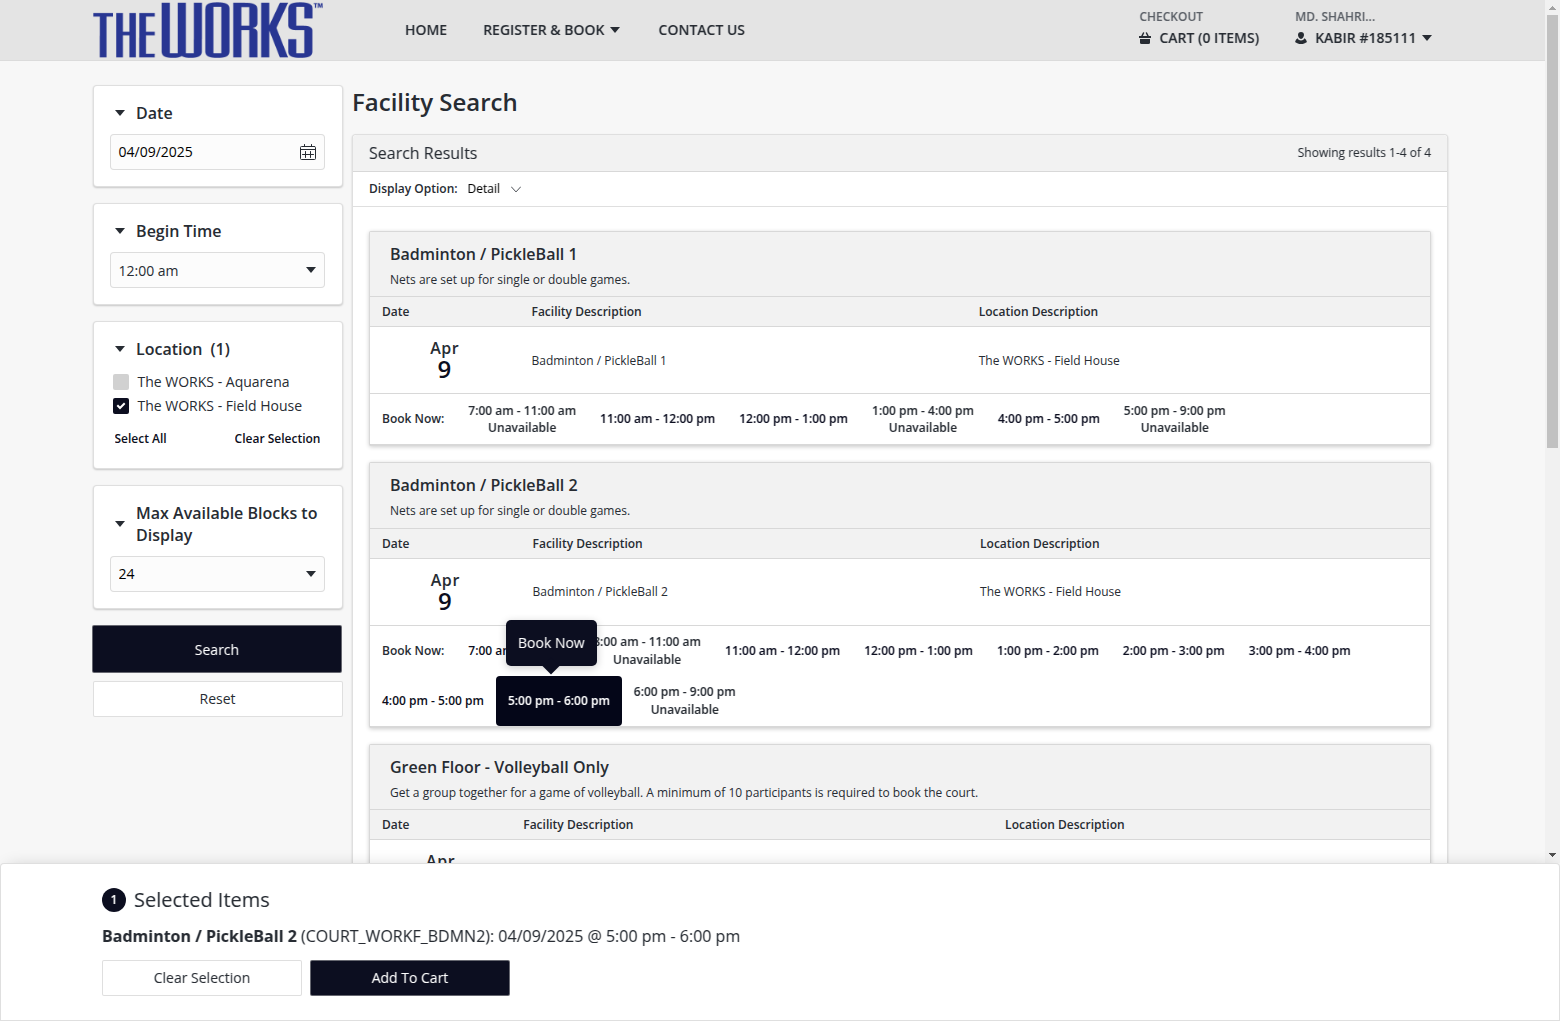 THE WORKS™
HOME
REGISTER & BOOK
CONTACT US
CHECKOUT
CART (0 ITEMS)
MD. SHAHRI...
KABIR #185111
Date
04/09/2025
Begin Time
12:00 am
Location (1)
The WORKS - Aquarena
The WORKS - Field House
Select All
Clear Selection
Max Available Blocks to
Display
24
Search
Reset
Facility Search
Search Results
Showing results 1-4 of 4
Display Option: Detail
Badminton / PickleBall 1
Nets are set up for single or double games.
Date
Facility Description
Location Description
Apr
9
Badminton / PickleBall 1
The WORKS - Field House
Book Now:
7:00 am - 11:00 am
Unavailable
11:00 am - 12:00 pm
12:00 pm - 1:00 pm
1:00 pm - 4:00 pm
Unavailable
4:00 pm - 5:00 pm
5:00 pm - 9:00 pm
Unavailable
Badminton / PickleBall 2
Nets are set up for single or double games.
Date
Facility Description
Location Description
Apr
9
Badminton / PickleBall 2
The WORKS - Field House
Book Now:
7:00 a
Book Now
:00 am - 11:00 am
Unavailable
11:00 am - 12:00 pm
12:00 pm - 1:00 pm
1:00 pm - 2:00 pm
2:00 pm - 3:00 pm
3:00 pm - 4:00 pm
4:00 pm - 5:00 pm
5:00 pm - 6:00 pm
6:00 pm - 9:00 pm
Unavailable
Green Floor - Volleyball Only
Get a group together for a game of volleyball. A minimum of 10 participants is required to book the court.
Date
Facility Description
Location Description
Apr
1 Selected Items
Badminton / PickleBall 2 (COURT_WORKF_BDMN2): 04/09/2025 @ 5:00 pm - 6:00 pm
Clear Selection
Add To Cart